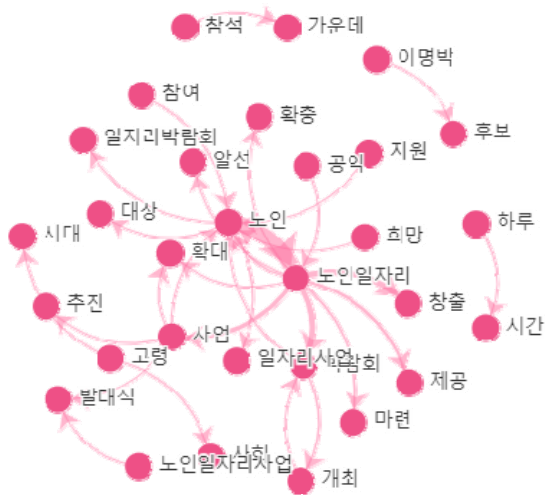 참석
가운데
이명박
참여
확충
후보
일지리박람회
알선
공익
지원
대상
노인
하루
시대
확대
희망
노인일자리
추진
창출
사업
시간
고령
일자리사업
제공
발대식
마련
노인일자리사업
개최